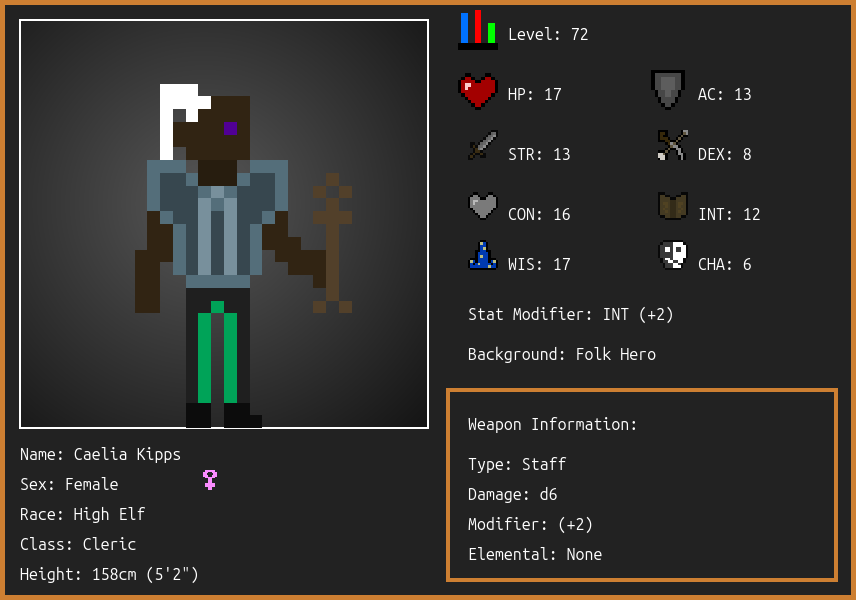 Level: 72
HP: 17
AC: 13
STR: 13
DEX: 8
CON: 16
INT: 12
WIS: 17
CHA: 6
Stat Modifier: INT (+2)
Background: Folk Hero
Weapon Information:
Type: Staff
Damage: d6
Modifier: (+2)
Elemental: None
Name: Caelia Kipps
Sex: Female
Race: High Elf
Class: Cleric
Height: 158cm (5'2")